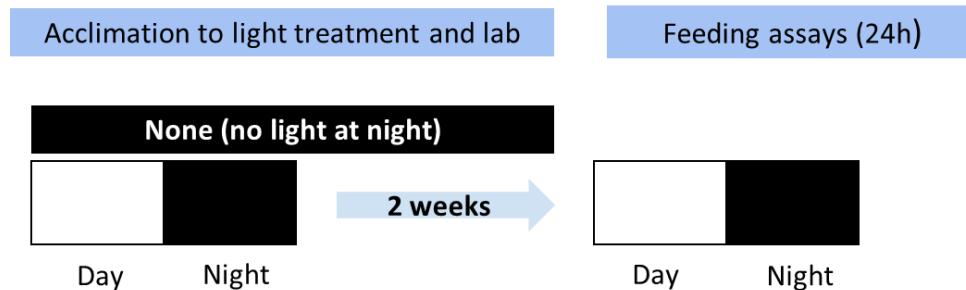 Acclimation to light treatment and lab
Feeding assays (24h)
None (no light at night)
2 weeks
Day
Night
Day
Night